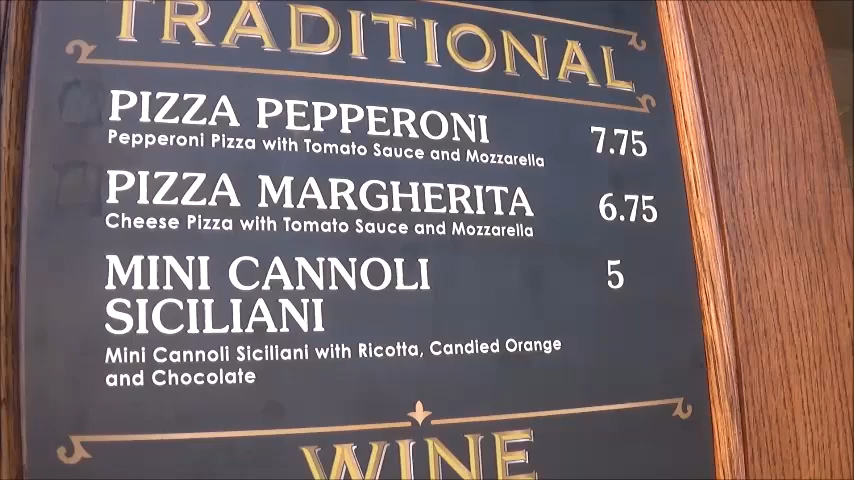 TRADITIONAL
PIZZA PEPPERONI 7.75
Pepperoni Pizza with Tomato Sauce and Mozzarella
PIZZA MARGHERITA 6.75
Cheese Pizza with Tomato Sauce and Mozzarella
MINI CANNOLI 5
SICILIANI
Mini Cannoli Siciliani with Ricotta, Candied Orange
and Chocolate
WINE